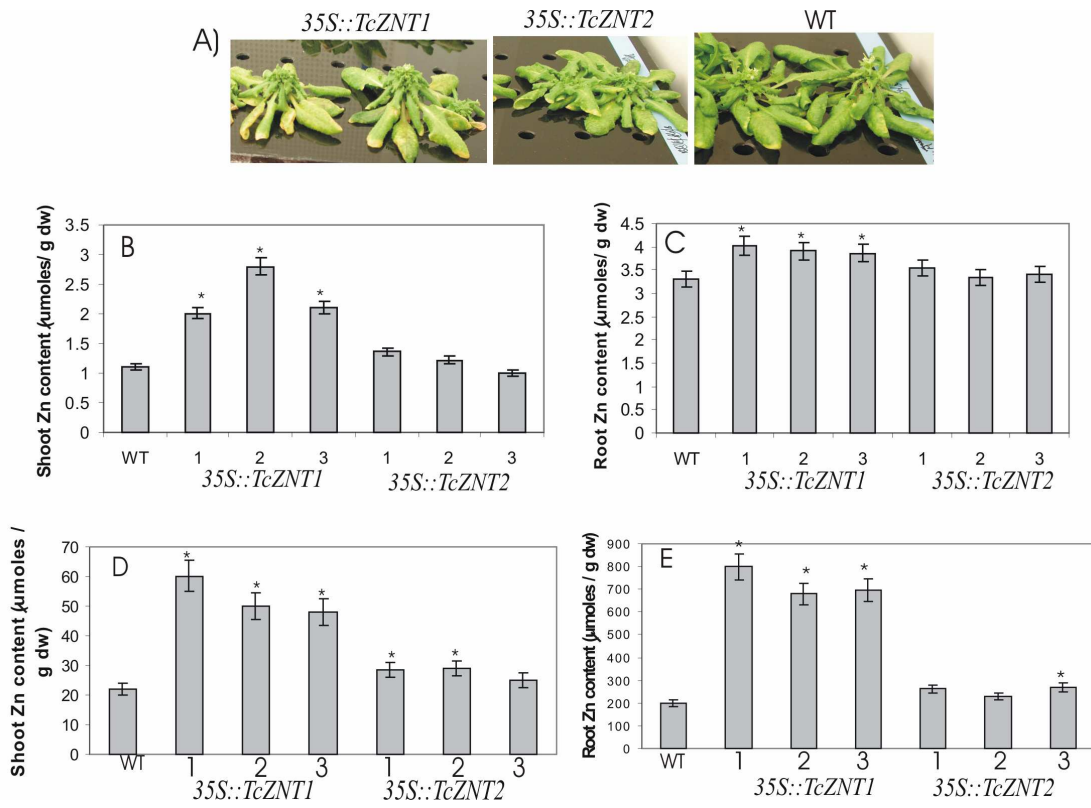 35S::TcZNT1 35S::TcZNT2 WT
A)
B
Shoot Zn content (μmoles/ g dw)
3.5
3
2.5
2
1.5
1
0.5
0
* * *
WT 1 2 3 1 2 3
35S::TcZNT1 35S::TcZNT2
C
Root Zn content (μmoles/ g dw)
4.5
4
3.5
3
2.5
2
1.5
1
0.5
0
* * *
WT 1 2 3 1 2 3
35S::TcZNT1 35S::TcZNT2
D
Shoot Zn content (μmoles /
g dw)
70
60
50
40
30
20
10
0
* * * * *
WT 1 2 3 1 2 3
35S::TcZNT1 35S::TcZNT2
E
Root Zn content (μmoles / g dw)
900
800
700
600
500
400
300
200
100
0
* * * *
WT 1 2 3 1 2 3
35S::TcZNT1 35S::TcZNT2